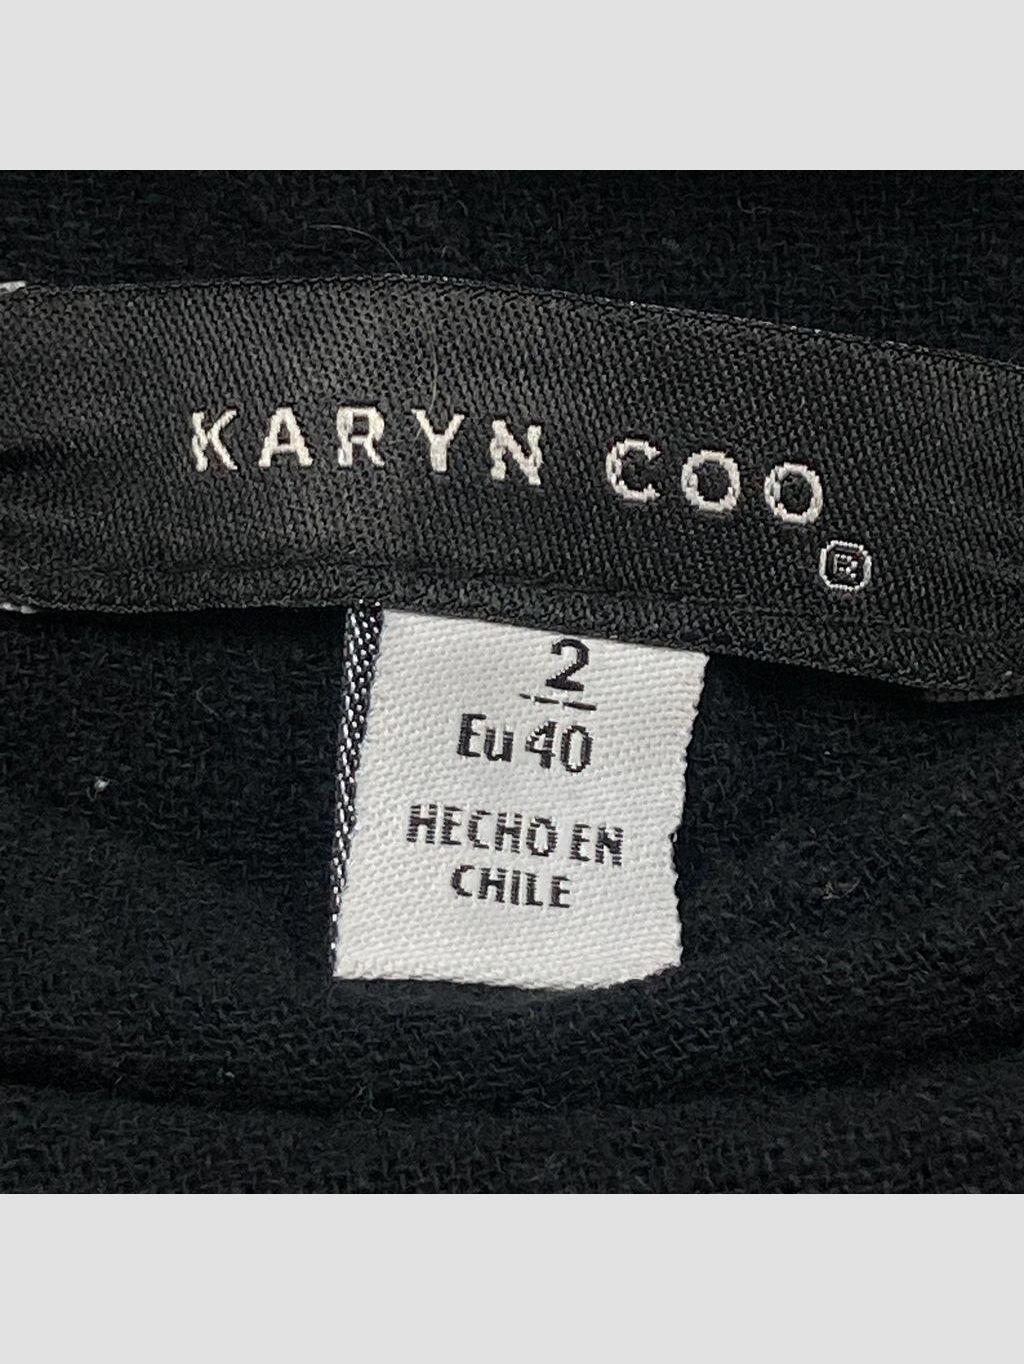 KARYN COO
®
2
Eu 40
HECHO EN
CHILE